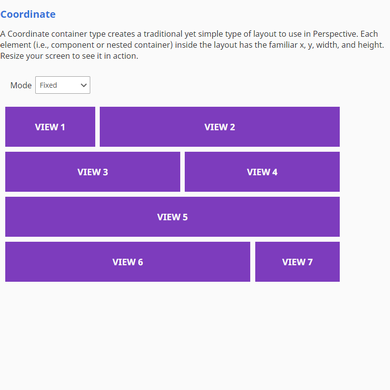 Coordinate
A Coordinate container type creates a traditional yet simple type of layout to use in Perspective. Each
element (i.e., component or nested container) inside the layout has the familiar x, y, width, and height.
Resize your screen to see it in action.
Mode Fixed
VIEW 1 VIEW 2
VIEW 3 VIEW 4
VIEW 5
VIEW 6 VIEW 7